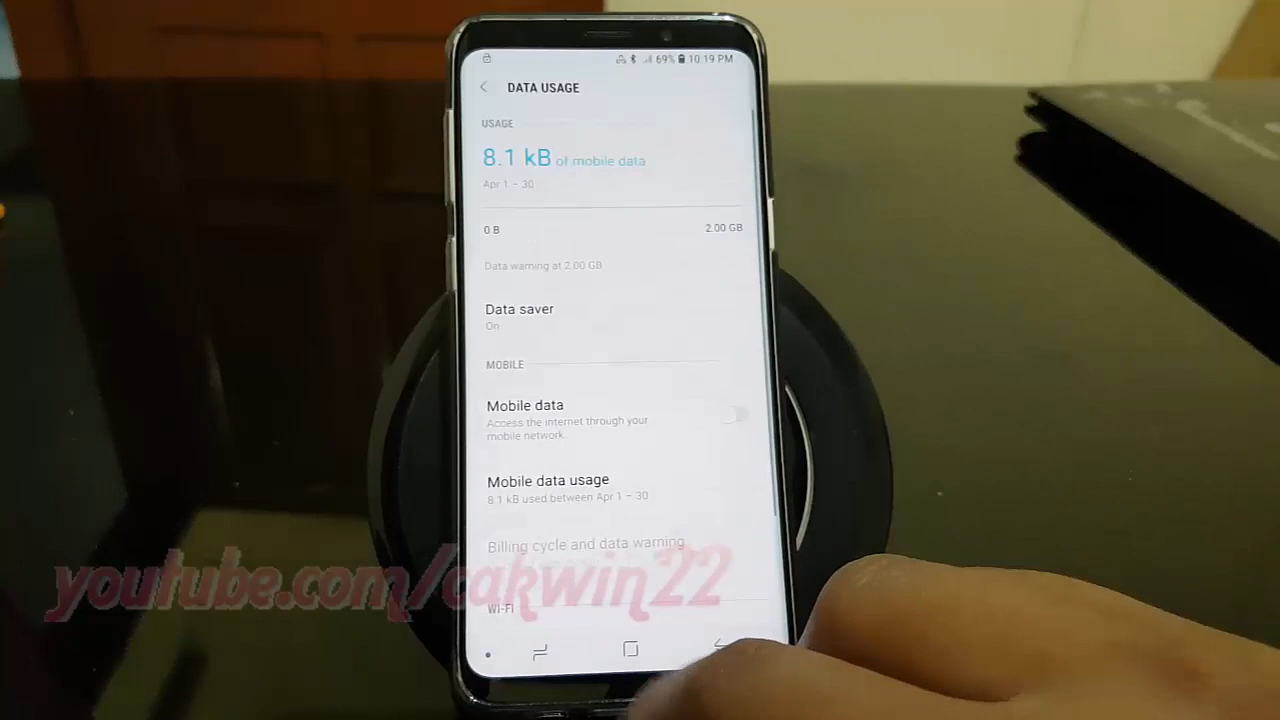 69% 10:19 PM
DATA USAGE
USAGE
8.1 kB of mobile data
Apr 1 – 30
0 B 2.00 GB
Data warning at 2.00 GB
Data saver
On
MOBILE
Mobile data
Access the internet through your
mobile network.
Mobile data usage
8.1 kB used between Apr 1 – 30
Billing cycle and data warning
youtube.com/cakwin22
WI-FI